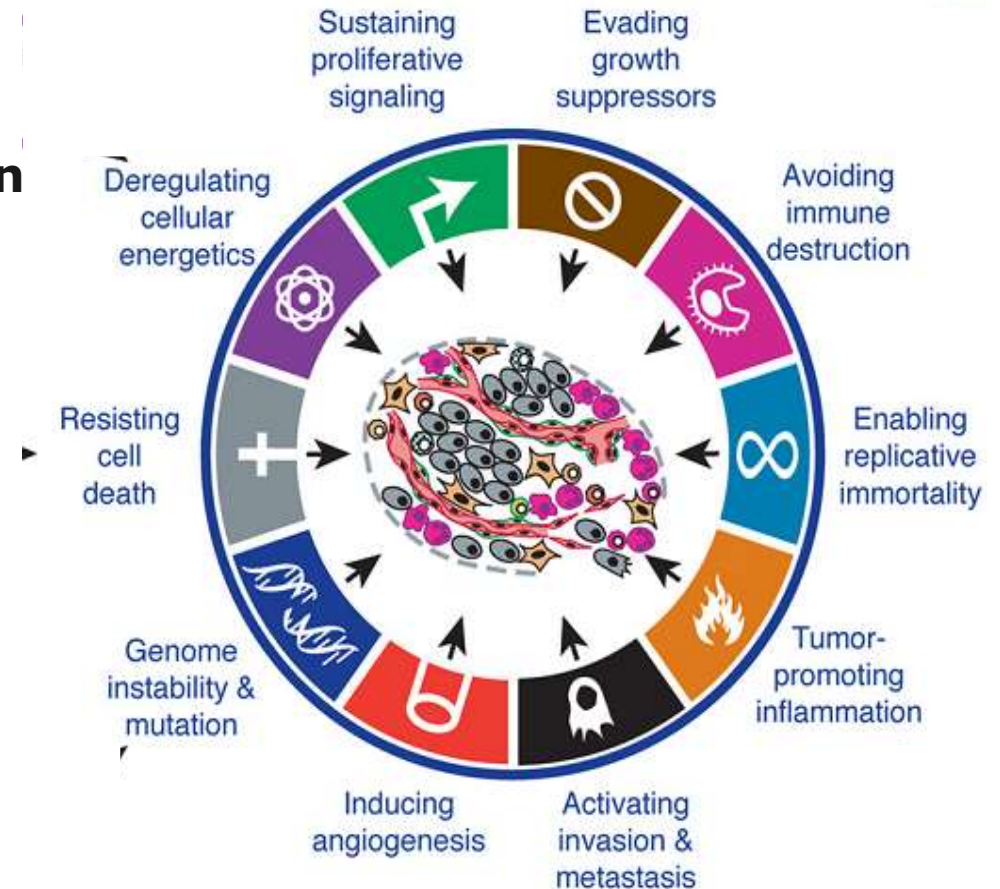 Sustaining
proliferative
signaling
Evading
growth
suppressors
n
Deregulating
cellular
energetics
Avoiding
immune
destruction
Resisting
cell
death
Enabling
replicative
immortality
Genome
instability &
mutation
Tumor-
promoting
inflammation
Inducing
angiogenesis
Activating
invasion &
metastasis